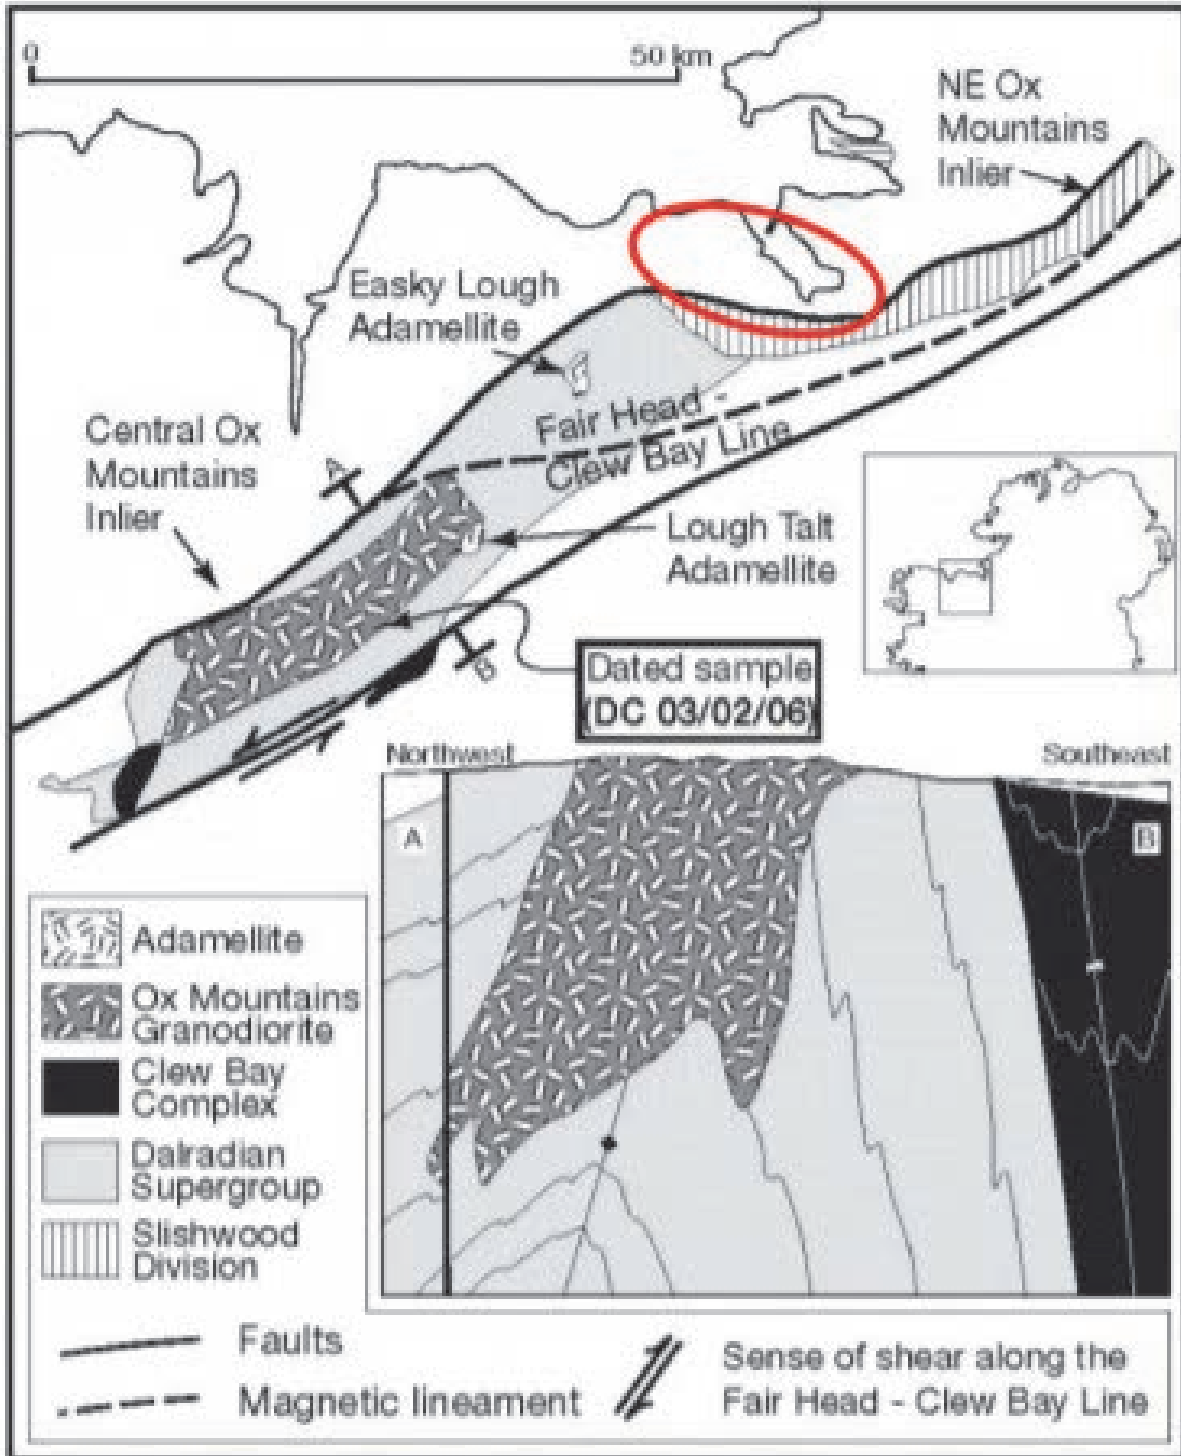 0
50 km
NE Ox
Mountains
Inlier
Easky Lough
Adamellite
Fair Head -
Clew Bay Line
Central Ox
Mountains
Inlier
A
Lough Talt
Adamellite
B
Dated sample
(DC 03/02/06)
Northwest
Southeast
A
B
Adamellite
Ox Mountains
Granodiorite
Clew Bay
Complex
Dalradian
Supergroup
Slishwood
Division
Faults
Magnetic lineament
Sense of shear along the
Fair Head - Clew Bay Line